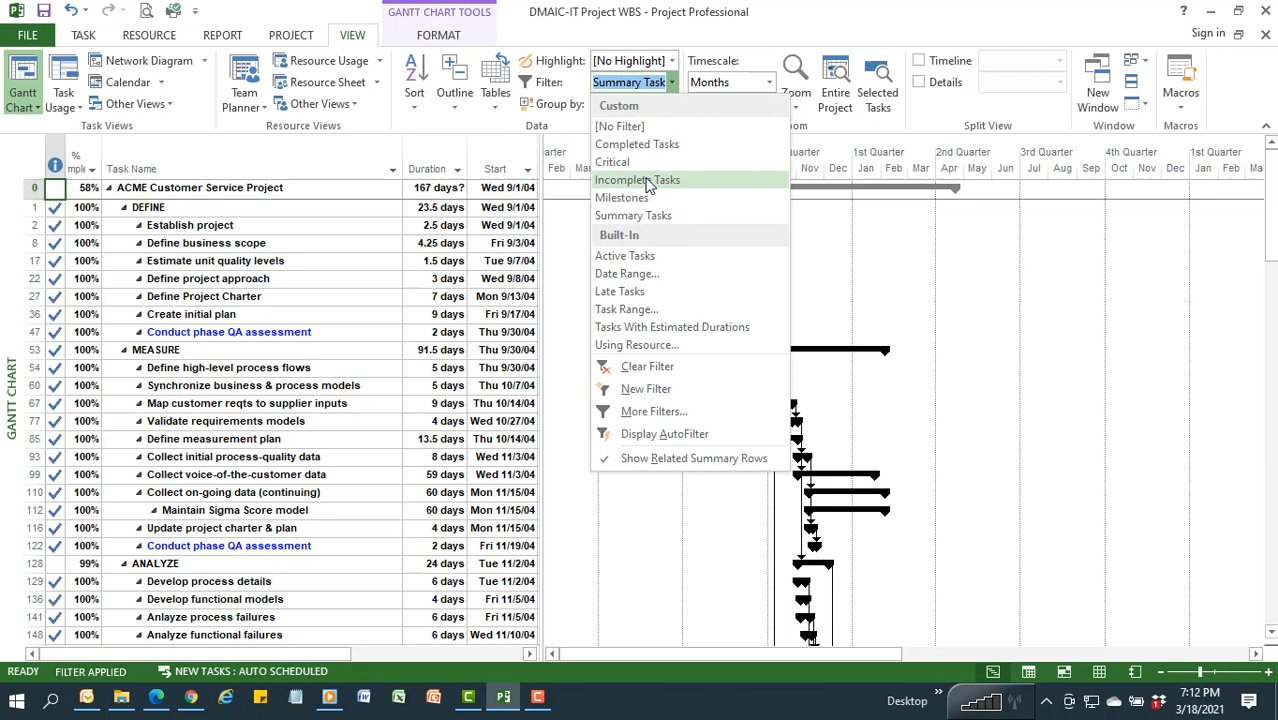 GANTT CHART TOOLS
DMAIC-IT Project WBS - Project Professional
FILE TASK RESOURCE REPORT PROJECT VIEW FORMAT Sign in
Gantt Chart
Task Usage
Network Diagram
Calendar
Other Views
Task Views
Team Planner
Resource Usage
Resource Sheet
Other Views
Resource Views
Sort
Outline
Tables
Highlight: [No Highlight]
Filter: Summary Task
Group by:
Data
Timescale:
Months
Zoom
Entire Project
Selected Tasks
Timeline
Details
Split View
New Window
Window
Macros
Macros
Custom
[No Filter]
Completed Tasks
Critical
Incomplete Tasks
Milestones
Summary Tasks
Built-In
Active Tasks
Date Range...
Late Tasks
Task Range...
Tasks With Estimated Durations
Using Resource...
Clear Filter
New Filter
More Filters...
Display AutoFilter
Show Related Summary Rows
GANTT CHART
% Task Name Duration Start
0 58% ACME Customer Service Project 167 days? Wed 9/1/04
1 100% DEFINE 23.5 days Wed 9/1/04
2 100% Establish project 2.5 days Wed 9/1/04
8 100% Define business scope 4.25 days Fri 9/3/04
17 100% Estimate unit quality levels 1.5 days Tue 9/7/04
22 100% Define project approach 3 days Wed 9/8/04
27 100% Define Project Charter 7 days Mon 9/13/04
36 100% Create initial plan 9 days Fri 9/17/04
47 100% Conduct phase QA assessment 2 days Thu 9/30/04
53 100% MEASURE 91.5 days Thu 9/30/04
54 100% Define high-level process flows 5 days Thu 9/30/04
60 100% Synchronize business & process models 5 days Thu 10/7/04
67 100% Map customer reqts to supplier inputs 9 days Thu 10/14/04
77 100% Validate requirements models 4 days Wed 10/27/04
85 100% Define measurement plan 13.5 days Thu 10/14/04
93 100% Collect initial process-quality data 8 days Wed 11/3/04
99 100% Collect voice-of-the-customer data 59 days Wed 11/3/04
110 100% Collect on-going data (continuing) 60 days Mon 11/15/04
112 100% Maintain Sigma Score model 60 days Mon 11/15/04
116 100% Update project charter & plan 4 days Mon 11/15/04
122 100% Conduct phase QA assessment 2 days Fri 11/19/04
128 99% ANALYZE 24 days Tue 11/2/04
129 100% Develop process details 6 days Tue 11/2/04
136 100% Develop functional models 4 days Fri 11/5/04
141 100% Anlayze process failures 6 days Fri 11/5/04
148 100% Analyze functional failures 6 days Wed 11/10/04
1st Quarter 2nd Quarter 3rd Quarter 4th Quarter 1st Quarter
Feb Nov Jan Feb Mar Apr May Jun Jul Aug Sep Oct Nov Dec Jan Feb Mar
READY FILTER APPLIED NEW TASKS : AUTO SCHEDULED
Desktop
7:12 PM
3/18/2021